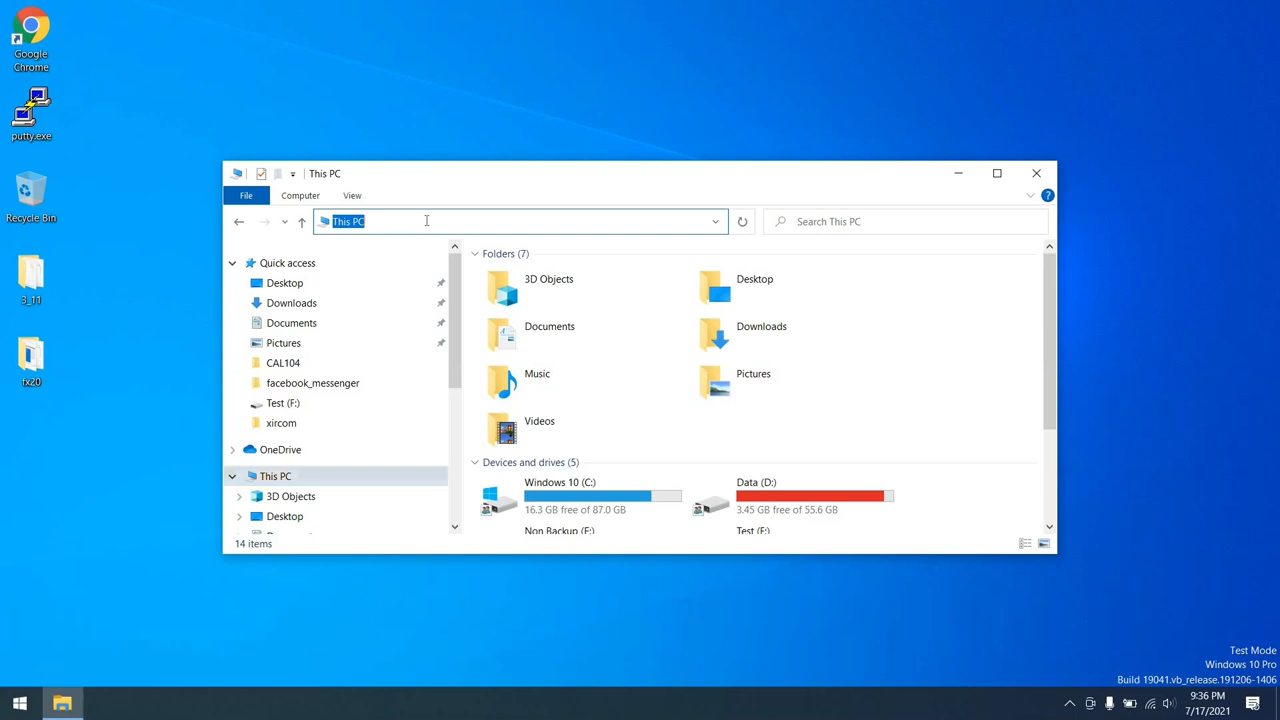 Google
Chrome
putty.exe
Recycle Bin
3_11
fx20
This PC
File
Computer
View
This PC
Search This PC
Quick access
Desktop
Downloads
Documents
Pictures
CAL104
facebook_messenger
Test (F:)
xircom
OneDrive
This PC
3D Objects
Desktop
Folders (7)
3D Objects
Desktop
Documents
Downloads
Music
Pictures
Videos
Devices and drives (5)
Windows 10 (C:)
16.3 GB free of 87.0 GB
Data (D:)
3.45 GB free of 55.6 GB
Non Backup (E:)
Test (F:)
14 items
Test Mode
Windows 10 Pro
Build 19041.vb_release.191206-1406
9:36 PM
7/17/2021